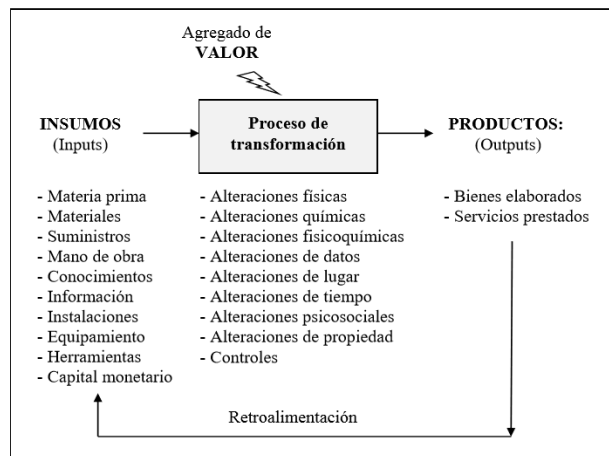 Agregado de
VALOR
INSUMOS
(Inputs)
Proceso de
transformación
PRODUCTOS:
(Outputs)
- Materia prima
- Materiales
- Suministros
- Mano de obra
- Conocimientos
- Información
- Instalaciones
- Equipamiento
- Herramientas
- Capital monetario
- Alteraciones físicas
- Alteraciones químicas
- Alteraciones fisicoquímicas
- Alteraciones de datos
- Alteraciones de lugar
- Alteraciones de tiempo
- Alteraciones psicosociales
- Alteraciones de propiedad
- Controles
- Bienes elaborados
- Servicios prestados
Retroalimentación